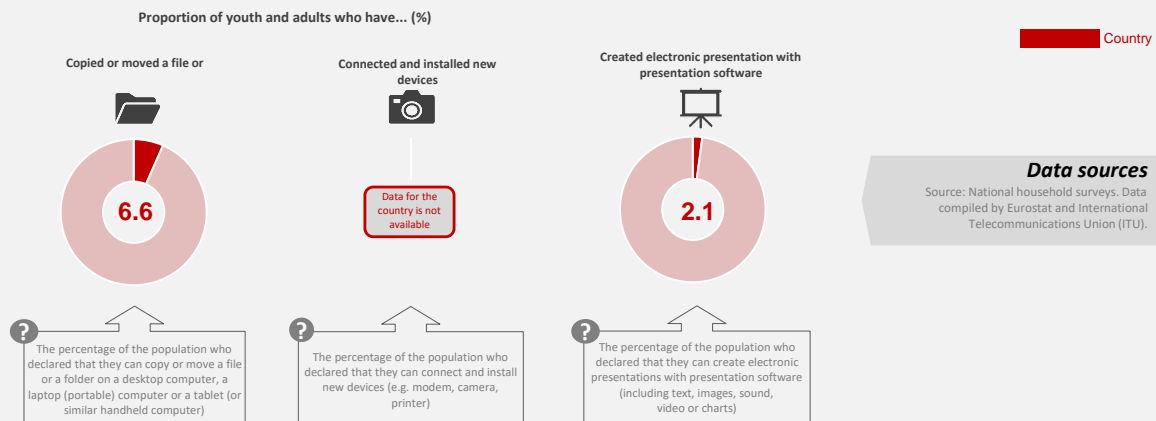 Proportion of youth and adults who have... (%)
Country
Copied or moved a file or
Connected and installed new
devices
Created electronic presentation with
presentation software
6.6
Data for the
country is not
available
2.1
Data sources
Source: National household surveys. Data
compiled by Eurostat and International
Telecommunications Union (ITU).
?
The percentage of the population who
declared that they can copy or move a file
or a folder on a desktop computer, a
laptop (portable) computer or a tablet (or
similar handheld computer)
?
The percentage of the population who
declared that they can connect and install
new devices (e.g. modem, camera,
printer)
?
The percentage of the population who
declared that they can create electronic
presentations with presentation software
(including text, images, sound,
video or charts)